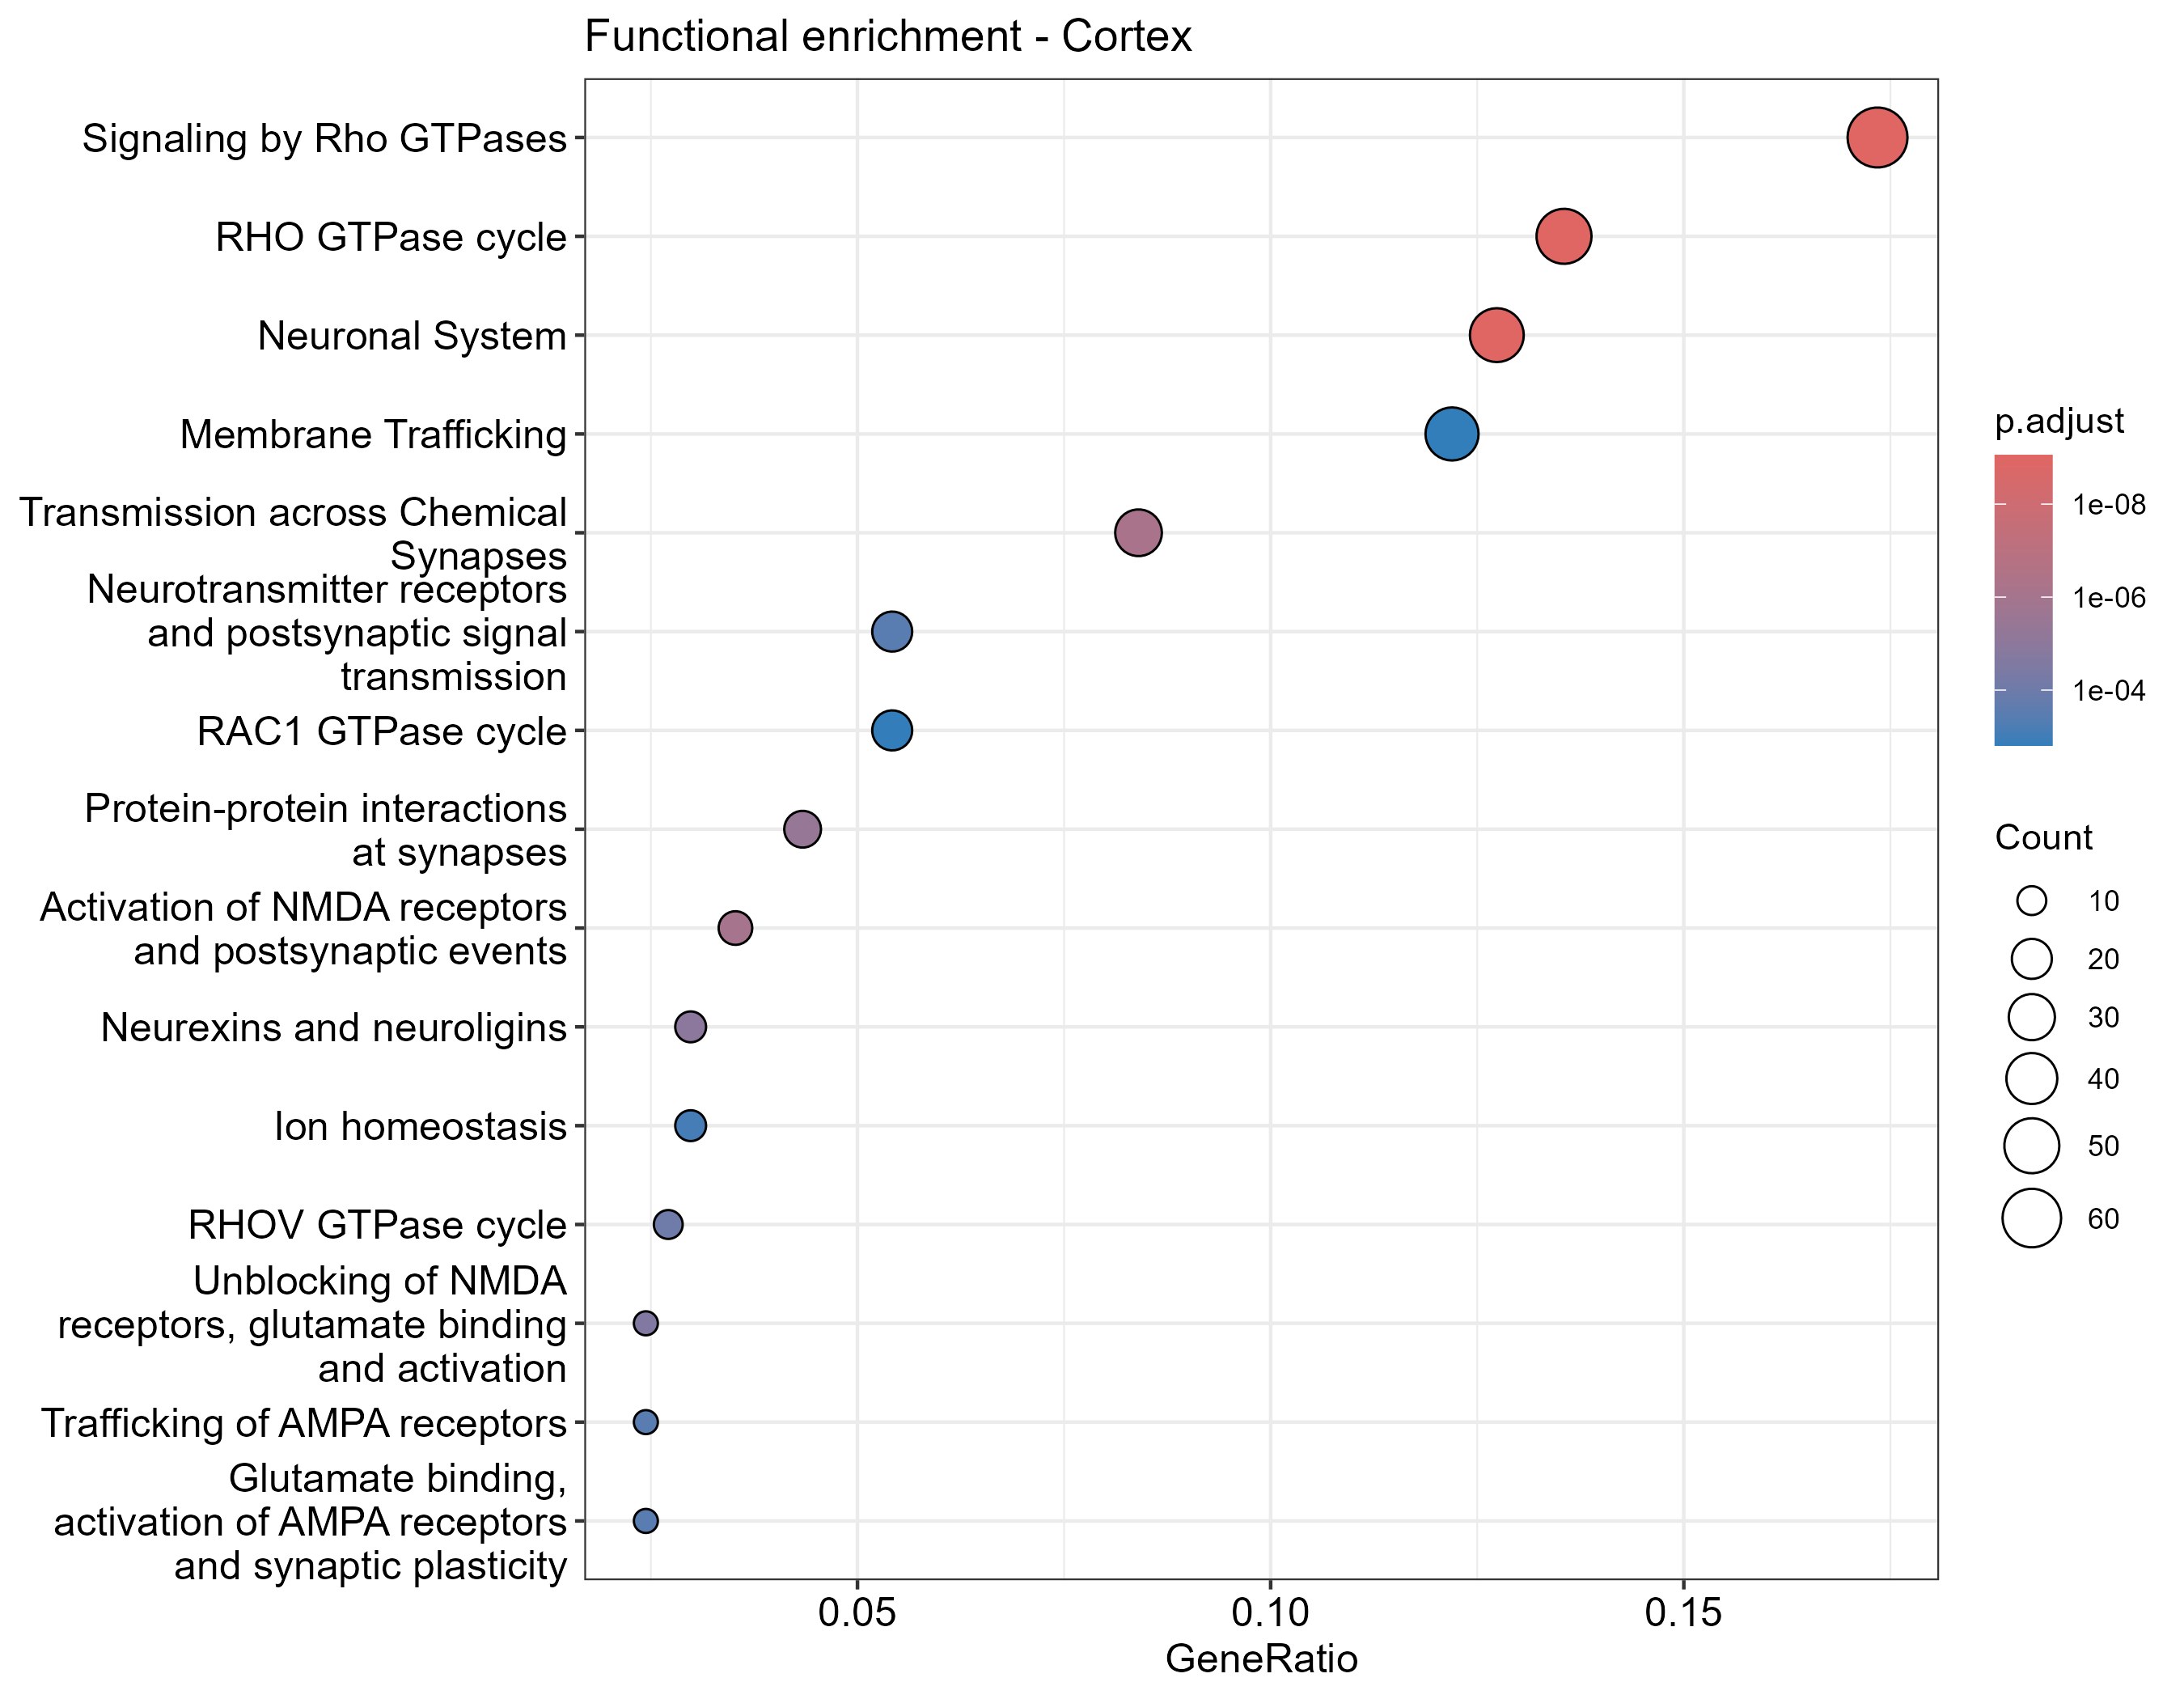 Functional enrichment - Cortex
Signaling by Rho GTPases
RHO GTPase cycle
Neuronal System
Membrane Trafficking
Transmission across Chemical
Synapses
Neurotransmitter receptors
and postsynaptic signal
transmission
RAC1 GTPase cycle
Protein-protein interactions
at synapses
Activation of NMDA receptors
and postsynaptic events
Neurexins and neuroligins
Ion homeostasis
RHOV GTPase cycle
Unblocking of NMDA
receptors, glutamate binding
and activation
Trafficking of AMPA receptors
Glutamate binding,
activation of AMPA receptors
and synaptic plasticity
0.05
0.10
0.15
GeneRatio
p.adjust
1e-08
1e-06
1e-04
Count
10
20
30
40
50
60